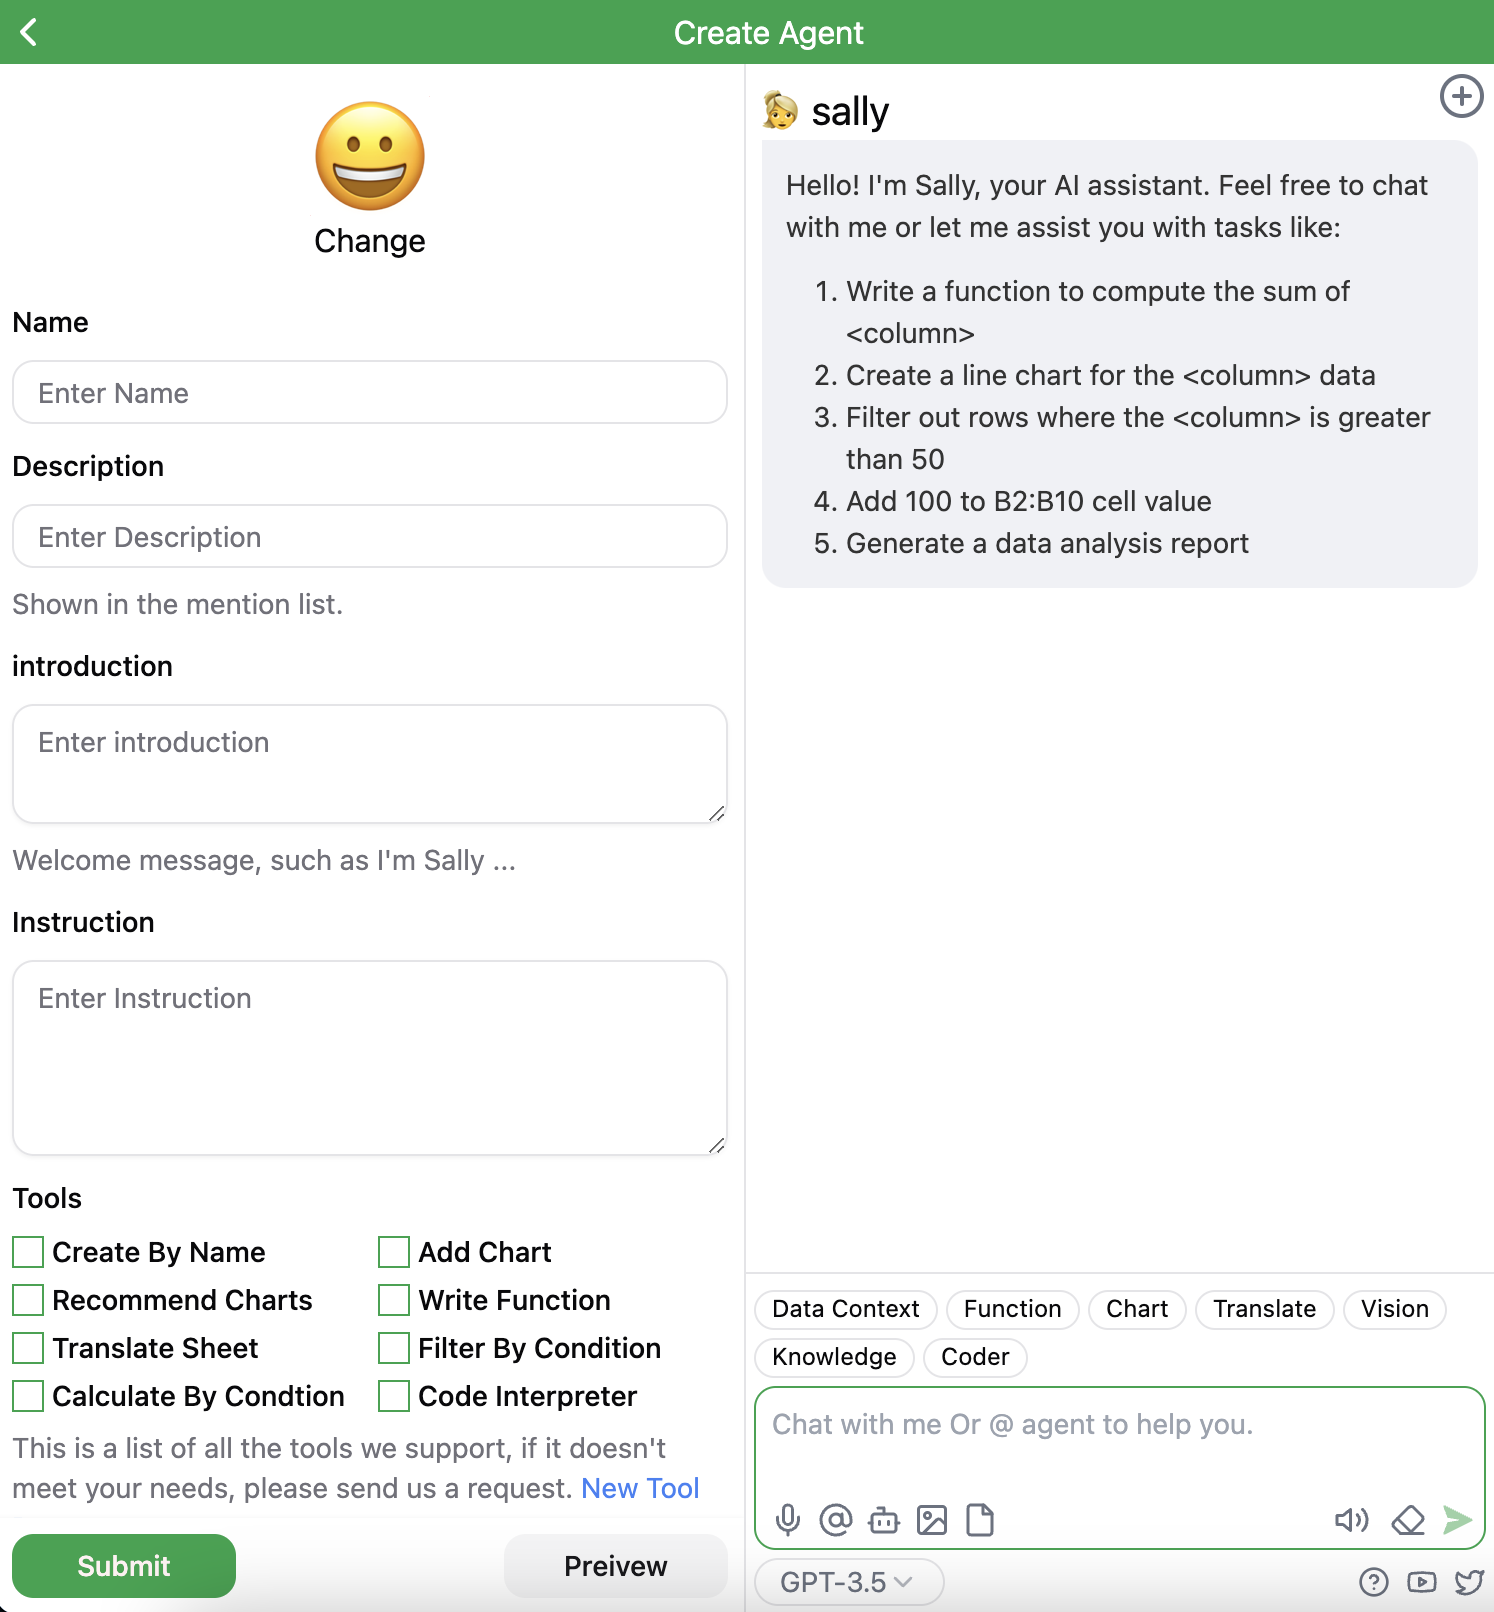 Create Agent
Change
Name
Enter Name
Description
Enter Description
Shown in the mention list.
introduction
Enter introduction
Welcome message, such as I'm Sally ...
Instruction
Enter Instruction
Tools
Create By Name
Add Chart
Recommend Charts
Write Function
Translate Sheet
Filter By Condition
Calculate By Condtion
Code Interpreter
This is a list of all the tools we support, if it doesn't
meet your needs, please send us a request. New Tool
Submit
Preivew
sally
Hello! I'm Sally, your AI assistant. Feel free to chat
with me or let me assist you with tasks like:
1. Write a function to compute the sum of
<column>
2. Create a line chart for the <column> data
3. Filter out rows where the <column> is greater
than 50
4. Add 100 to B2:B10 cell value
5. Generate a data analysis report
Data Context
Function
Chart
Translate
Vision
Knowledge
Coder
Chat with me Or @ agent to help you.
GPT-3.5